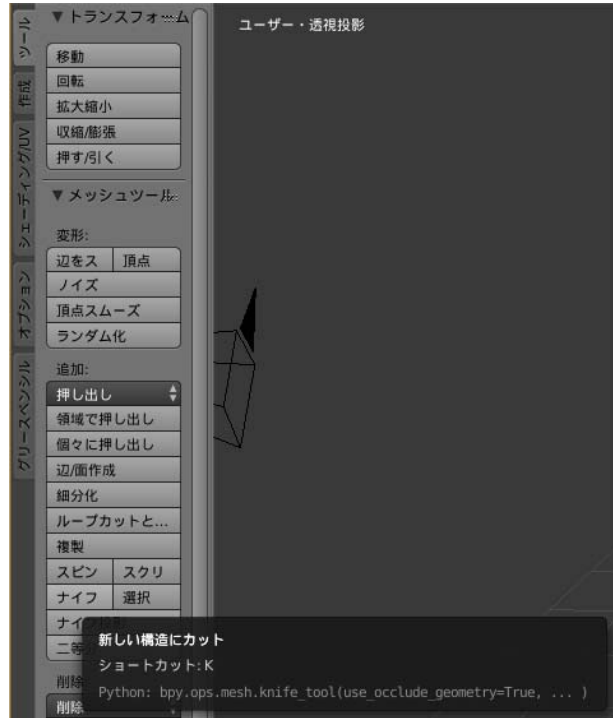 ツール
作成
シェーディング/UV
オプション
グリースペンシル
▼トランスフォーム
移動
回転
拡大縮小
収縮/膨張
押す/引く
▼メッシュツール
変形:
辺をス 頂点
ノイズ
頂点スムーズ
ランダム化
追加:
押し出し
領域で押し出し
個々に押し出し
辺/面作成
細分化
ループカットと...
複製
スピン スクリ
ナイフ 選択
ナイフ
二等
削除
削除
ユーザー・透視投影
新しい構造にカット
ショートカット: K
Python: bpy.ops.mesh.knife_tool(use_occlude_geometry=True, ... )